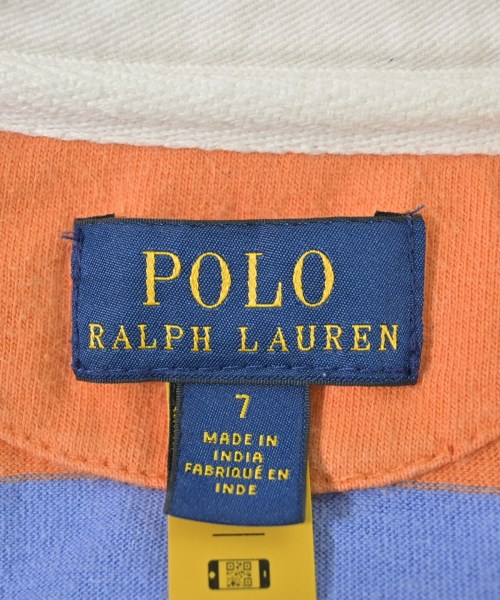 POLO
RALPH LAUREN
7
MADE IN
INDIA
FABRIQUÉ EN
INDE